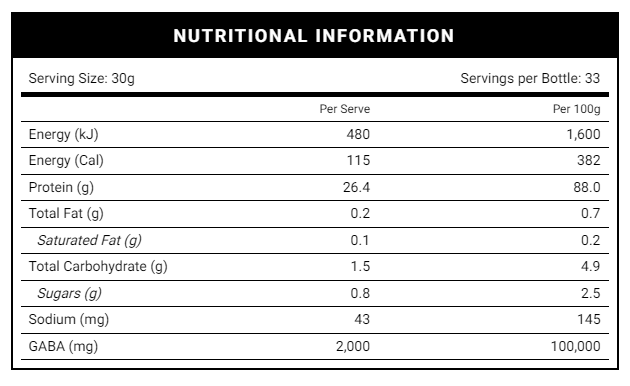 NUTRITIONAL INFORMATION
Serving Size: 30g Servings per Bottle: 33
Per Serve Per 100g
Energy (kJ) 480 1,600
Energy (Cal) 115 382
Protein (g) 26.4 88.0
Total Fat (g) 0.2 0.7
Saturated Fat (g) 0.1 0.2
Total Carbohydrate (g) 1.5 4.9
Sugars (g) 0.8 2.5
Sodium (mg) 43 145
GABA (mg) 2,000 100,000